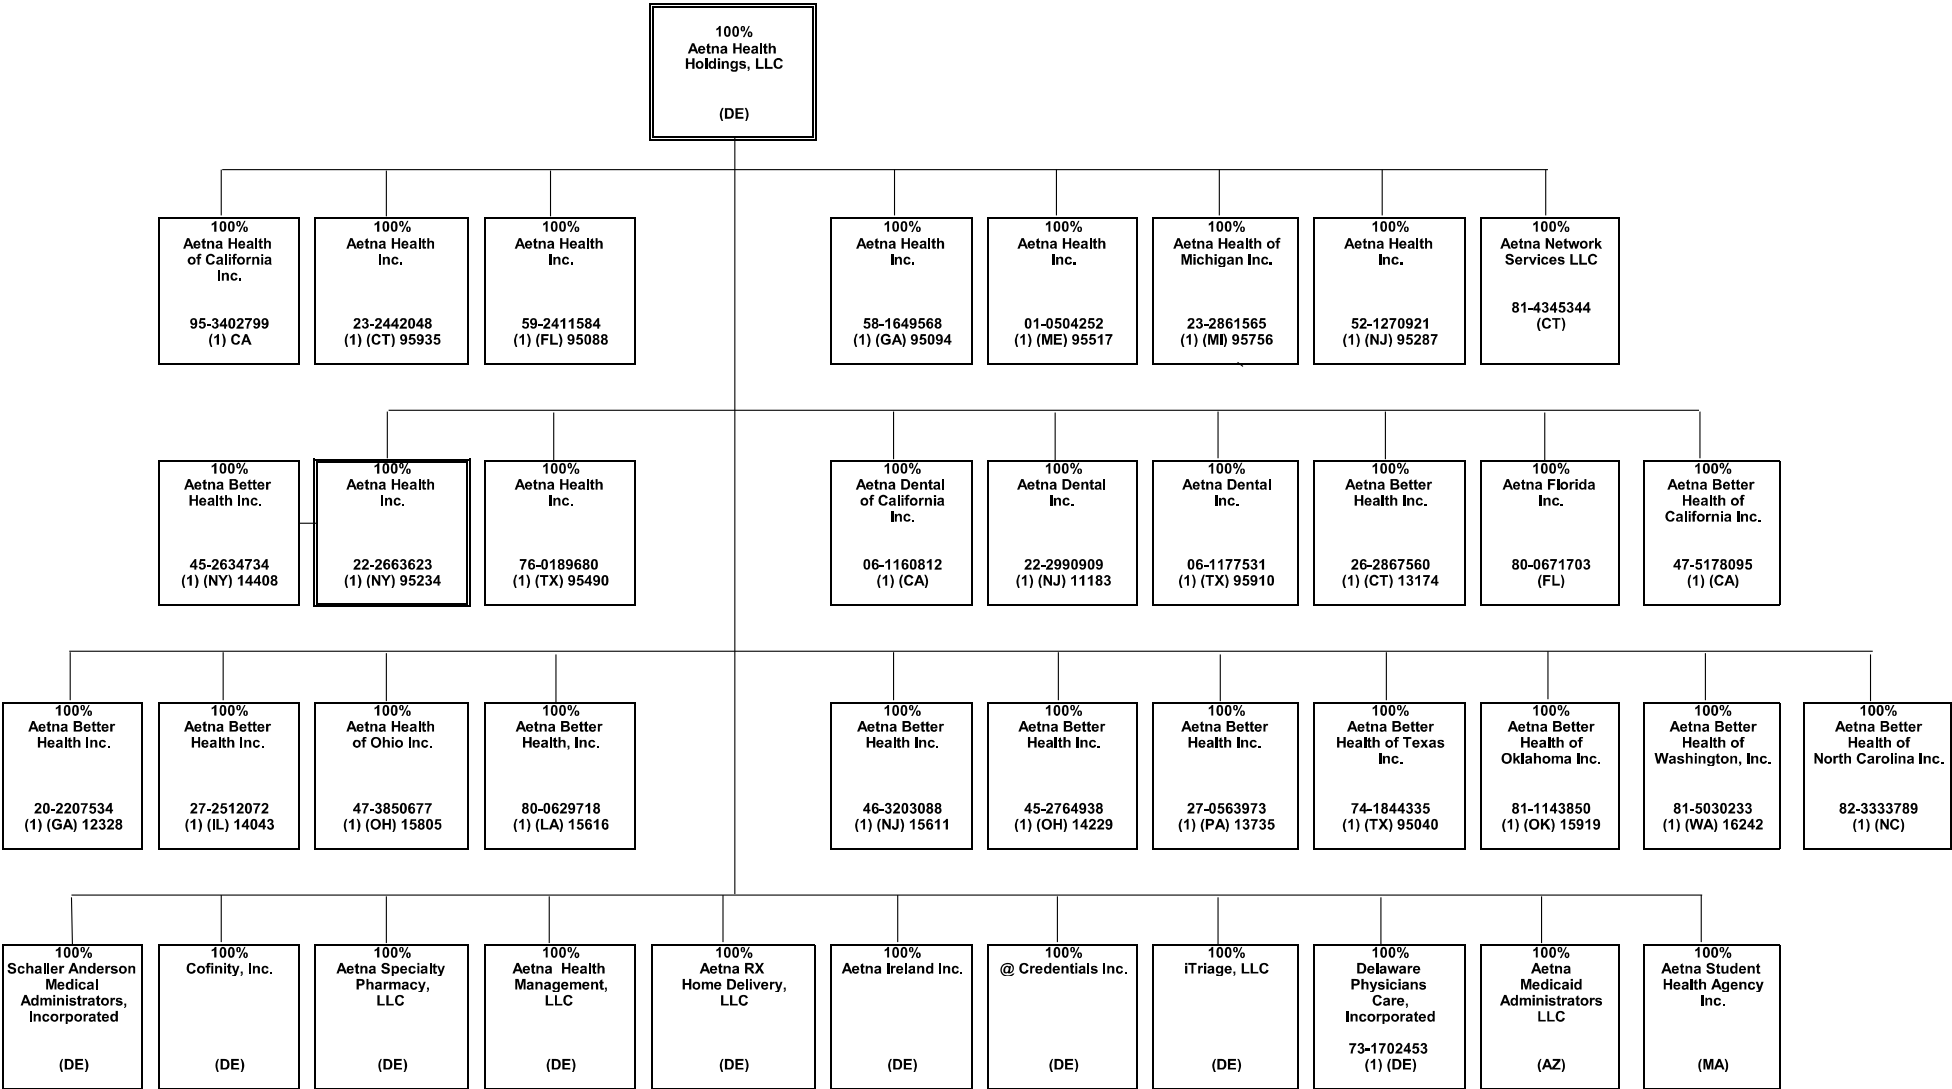 100%
Aetna Health
Holdings, LLC
(DE)
100%
Aetna Health
of California
Inc.
95-3402799
(1) CA
100%
Aetna Health
Inc.
23-2442048
(1) (CT) 95935
100%
Aetna Health
Inc.
59-2411584
(1) (FL) 95088
100%
Aetna Health
Inc.
58-1649568
(1) (GA) 95094
100%
Aetna Health
Inc.
01-0504252
(1) (ME) 95517
100%
Aetna Health of
Michigan Inc.
23-2861565
(1) (MI) 95756
100%
Aetna Health
Inc.
52-1270921
(1) (NJ) 95287
100%
Aetna Network
Services LLC
81-4345344
(CT)
100%
Aetna Better
Health Inc.
45-2634734
(1) (NY) 14408
100%
Aetna Health
Inc.
22-2663623
(1) (NY) 95234
100%
Aetna Health
Inc.
76-0189680
(1) (TX) 95490
100%
Aetna Dental
of California
Inc.
06-1160812
(1) (CA)
100%
Aetna Dental
Inc.
22-2990909
(1) (NJ) 11183
100%
Aetna Dental
Inc.
06-1177531
(1) (TX) 95910
100%
Aetna Better
Health Inc.
26-2867560
(1) (CT) 13174
100%
Aetna Florida
Inc.
80-0671703
(FL)
100%
Aetna Better
Health of
California Inc.
47-5178095
(1) (CA)
100%
Aetna Better
Health Inc.
20-2207534
(1) (GA) 12328
100%
Aetna Better
Health Inc.
27-2512072
(1) (IL) 14043
100%
Aetna Health
of Ohio Inc.
47-3850677
(1) (OH) 15805
100%
Aetna Better
Health, Inc.
80-0629718
(1) (LA) 15616
100%
Aetna Better
Health Inc.
46-3203088
(1) (NJ) 15611
100%
Aetna Better
Health Inc.
45-2764938
(1) (OH) 14229
100%
Aetna Better
Health Inc.
27-0563973
(1) (PA) 13735
100%
Aetna Better
Health of Texas
Inc.
74-1844335
(1) (TX) 95040
100%
Aetna Better
Health of
Oklahoma Inc.
81-1143850
(1) (OK) 15919
100%
Aetna Better
Health of
Washington, Inc.
81-5030233
(1) (WA) 16242
100%
Aetna Better
Health of
North Carolina Inc.
82-3333789
(1) (NC)
100%
Schaller Anderson
Medical
Administrators,
Incorporated
(DE)
100%
Cofinity, Inc.
(DE)
100%
Aetna Specialty
Pharmacy,
LLC
(DE)
100%
Aetna Health
Management,
LLC
(DE)
100%
Aetna RX
Home Delivery,
LLC
(DE)
100%
Aetna Ireland Inc.
(DE)
100%
@ Credentials Inc.
(DE)
100%
iTriage, LLC
(DE)
100%
Delaware
Physicians
Care,
Incorporated
73-1702453
(1) (DE)
100%
Aetna
Medicaid
Administrators
LLC
(AZ)
100%
Aetna Student
Health Agency
Inc.
(MA)